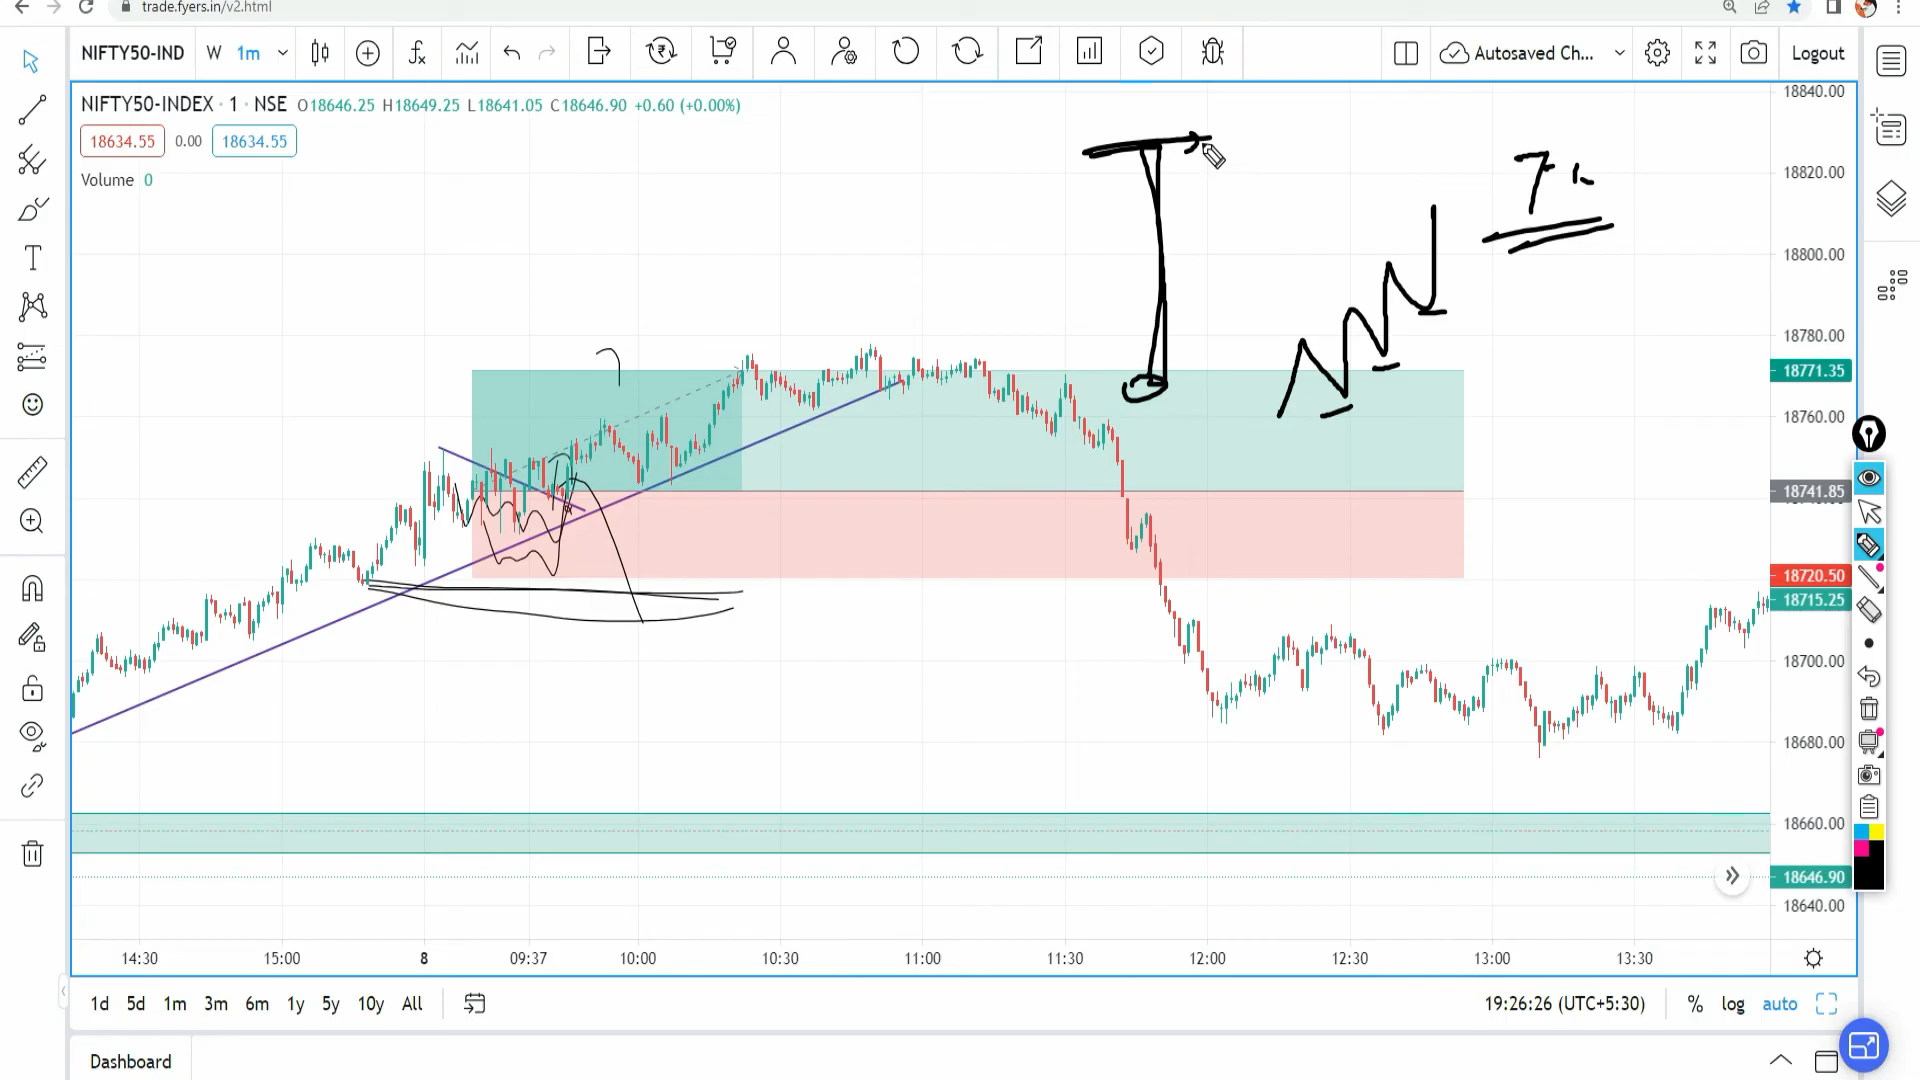 trade.fyers.in/v2.html
NIFTY50-IND W 1m Autosaved Ch... Logout
NIFTY50-INDEX · 1 · NSE O18646.25 H18649.25 L18641.05 C18646.90 +0.60 (+0.00%)
18634.55 0.00 18634.55
Volume 0
18840.00
18820.00
18800.00
18780.00
18771.35
18760.00
18741.85
18720.50
18715.25
18700.00
18680.00
18660.00
18646.90
18640.00
14:30 15:00 8 09:37 10:00 10:30 11:00 11:30 12:00 12:30 13:00 13:30
1d 5d 1m 3m 6m 1y 5y 10y All 19:26:26 (UTC+5:30) % log auto
Dashboard